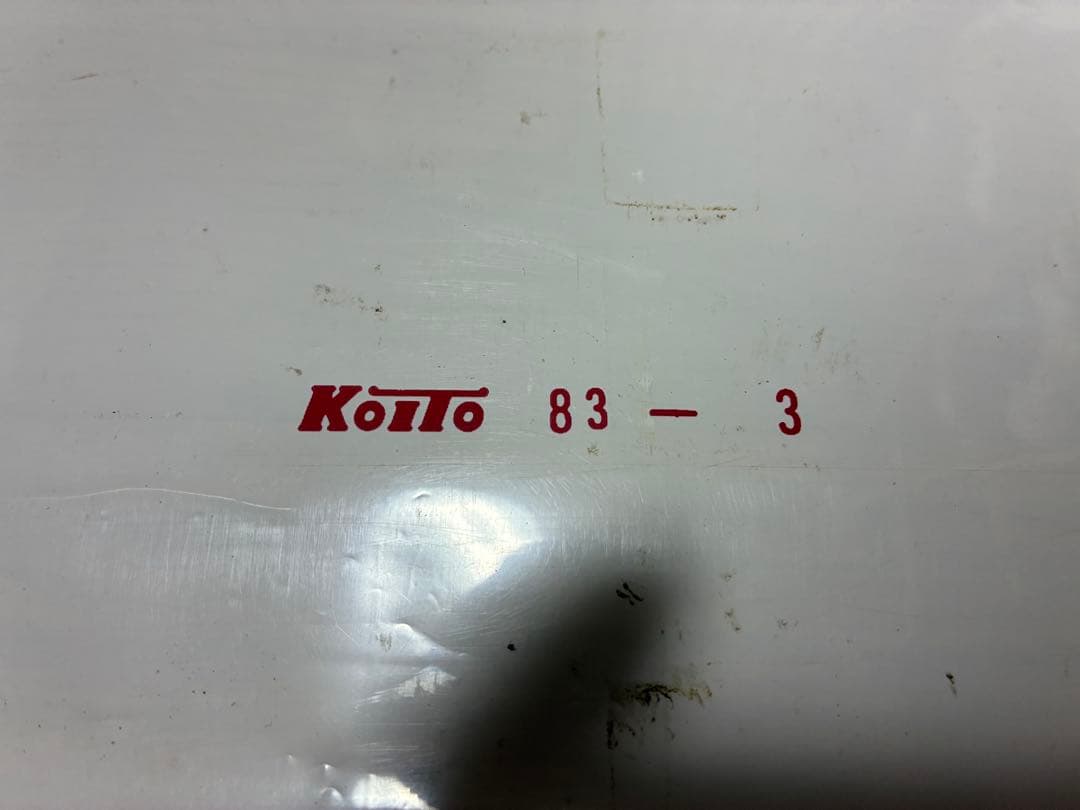 KoITo 83 — 3